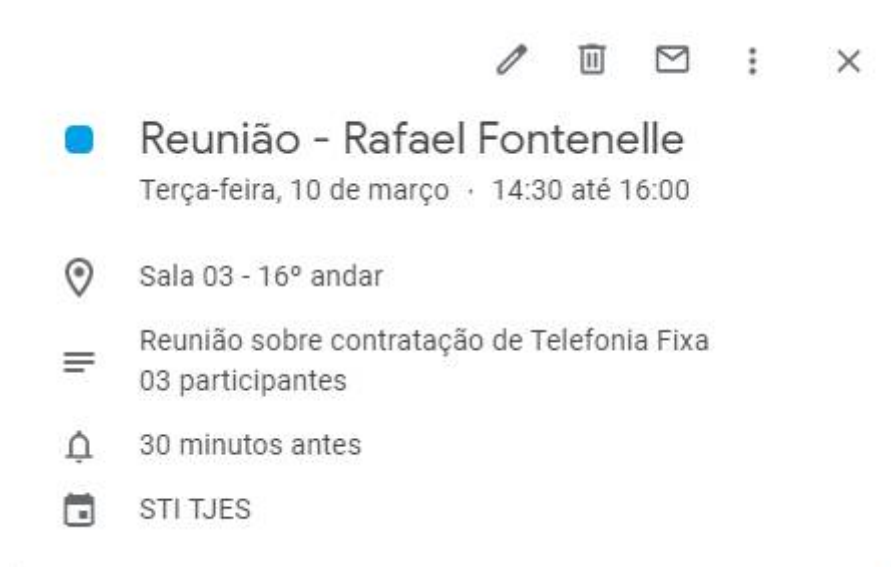 Reunião - Rafael Fontenelle
Terça-feira, 10 de março · 14:30 até 16:00
Sala 03 - 16º andar
Reunião sobre contratação de Telefonia Fixa
03 participantes
30 minutos antes
STI TJES